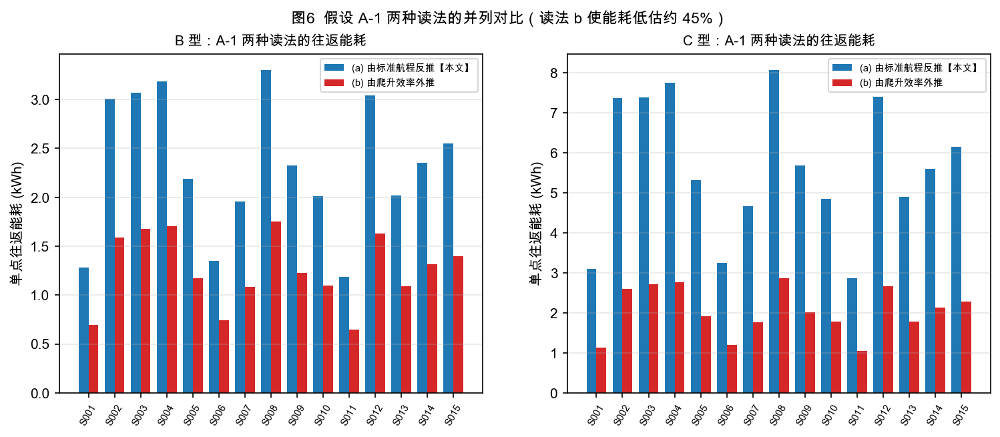 图6  假设 A-1 两种读法的并列对比（读法 b 使能耗低估约 45%）
B 型：A-1 两种读法的往返能耗
单点往返能耗 (kWh)
3.0
2.5
2.0
1.5
1.0
0.5
0.0
(a) 由标准航程反推【本文】
(b) 由爬升效率外推
S001 S002 S003 S004 S005 S006 S007 S008 S009 S010 S011 S012 S013 S014 S015
C 型：A-1 两种读法的往返能耗
单点往返能耗 (kWh)
8
7
6
5
4
3
2
1
0
(a) 由标准航程反推【本文】
(b) 由爬升效率外推
S001 S002 S003 S004 S005 S006 S007 S008 S009 S010 S011 S012 S013 S014 S015